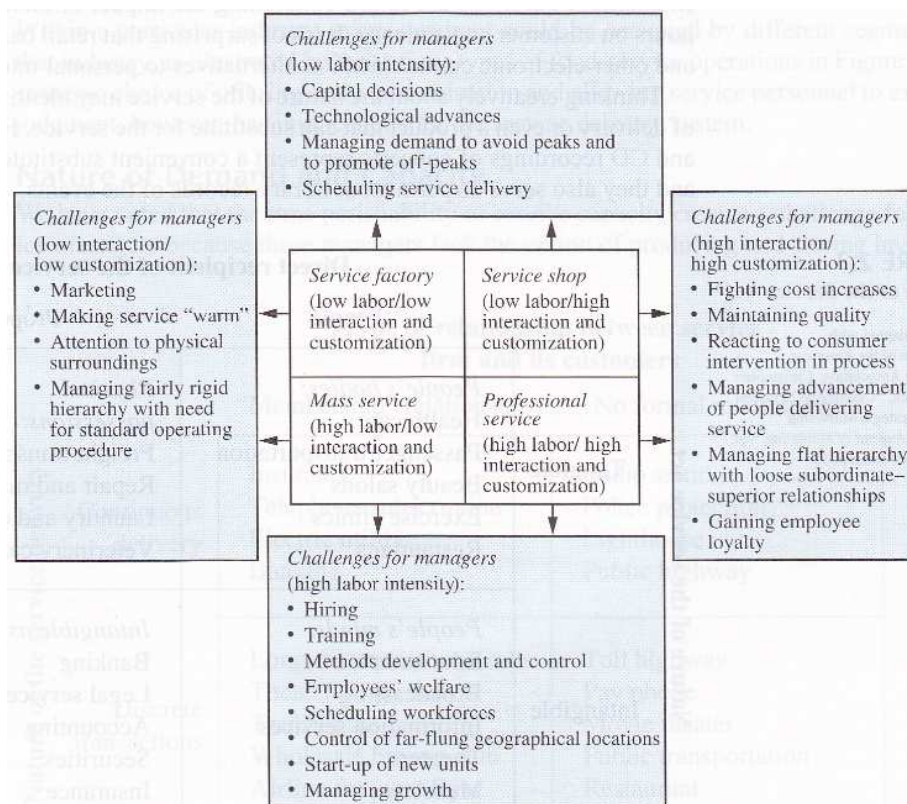 Challenges for managers
(low labor intensity):
• Capital decisions
• Technological advances
• Managing demand to avoid peaks and
to promote off-peaks
• Scheduling service delivery
Challenges for managers
(low interaction/
low customization):
• Marketing
• Making service “warm”
• Attention to physical
surroundings
• Managing fairly rigid
hierarchy with need
for standard operating
procedure
Service factory
(low labor/low
interaction and
customization)
Service shop
(low labor/high
interaction and
customization)
Mass service
(high labor/low
interaction and
customization)
Professional
service
(high labor/ high
interaction and
customization)
Challenges for managers
(high interaction/
high customization):
• Fighting cost increases
• Maintaining quality
• Reacting to consumer
intervention in process
• Managing advancement
of people delivering
service
• Managing flat hierarchy
with loose subordinate–
superior relationships
• Gaining employee
loyalty
Challenges for managers
(high labor intensity):
• Hiring
• Training
• Methods development and control
• Employees’ welfare
• Scheduling workforces
• Control of far-flung geographical locations
• Start-up of new units
• Managing growth